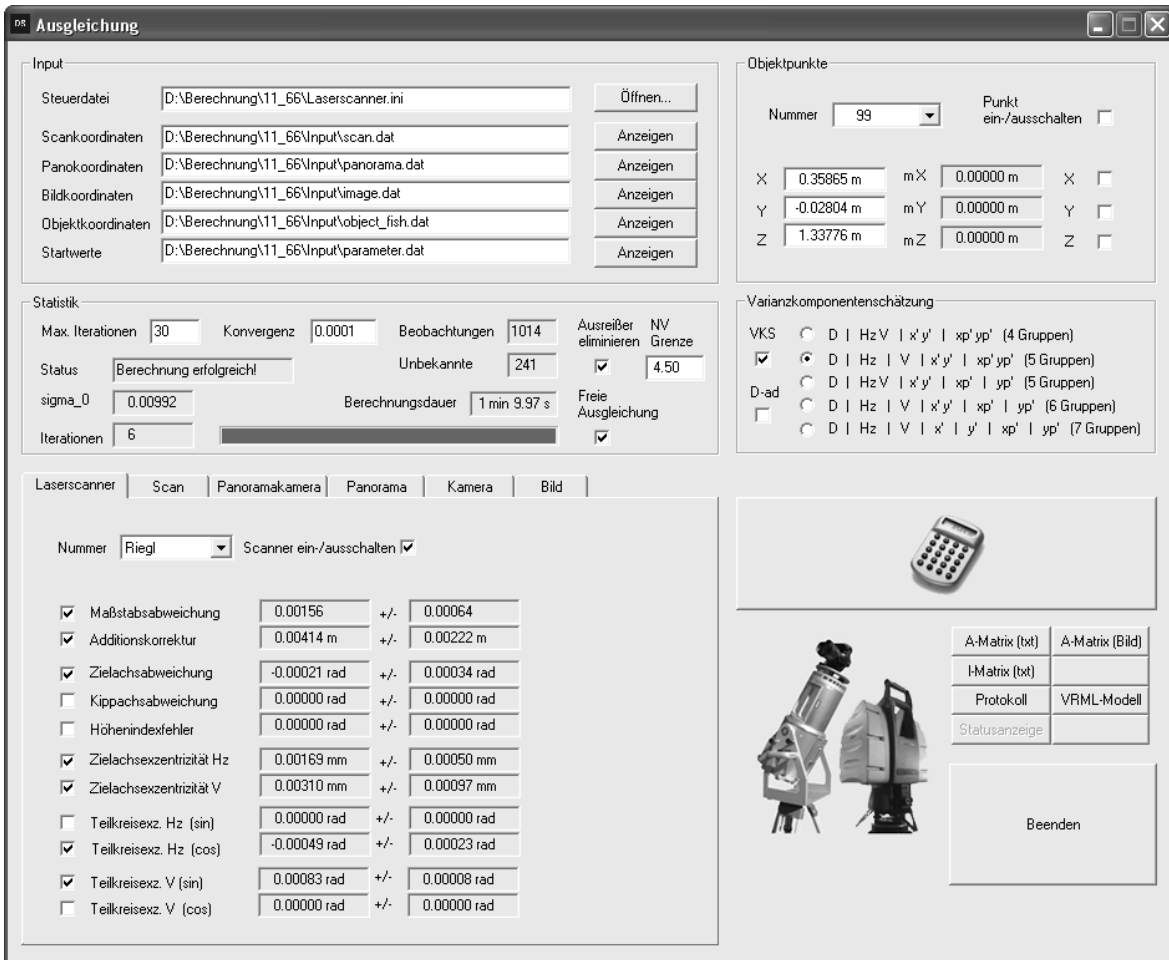 DS Ausgleichung
Input
Steuerdatei D:\Berechnung\11_66\Laserscanner.ini Öffnen...
Scankoordinaten D:\Berechnung\11_66\Input\scan.dat Anzeigen
Panokoordinaten D:\Berechnung\11_66\Input\panorama.dat Anzeigen
Bildkoordinaten D:\Berechnung\11_66\Input\image.dat Anzeigen
Objektkoordinaten D:\Berechnung\11_66\Input\object_fish.dat Anzeigen
Startwerte D:\Berechnung\11_66\Input\parameter.dat Anzeigen
Objektpunkte
Nummer 99 Punkt ein-/ausschalten
X 0.35865 m mX 0.00000 m X
Y -0.02804 m mY 0.00000 m Y
Z 1.33776 m mZ 0.00000 m Z
Statistik
Max. Iterationen 30 Konvergenz 0.0001 Beobachtungen 1014 Ausreißer eliminieren NV Grenze 4.50
Status Berechnung erfolgreich! Unbekannte 241
sigma_0 0.00992 Berechnungsdauer 1 min 9.97 s Freie Ausgleichung
Iterationen 6
Varianzkomponentenschätzung
VKS D | Hz V | x' y' | xp' yp' (4 Gruppen)
D | Hz | V | x' y' | xp' yp' (5 Gruppen)
D-ad D | Hz V | x' y' | xp' | yp' (5 Gruppen)
D | Hz | V | x' y' | xp' | yp' (6 Gruppen)
D | Hz | V | x' | y' | xp' | yp' (7 Gruppen)
Laserscanner Scan Panoramakamera Panorama Kamera Bild
Nummer Riegl Scanner ein-/ausschalten
Maßstabsabweichung 0.00156 +/- 0.00064
Additionskorrektur 0.00414 m +/- 0.00222 m
Zielachsabweichung -0.00021 rad +/- 0.00034 rad
Kippachsabweichung 0.00000 rad +/- 0.00000 rad
Höhenindexfehler 0.00000 rad +/- 0.00000 rad
Zielachsexzentrizität Hz 0.00169 mm +/- 0.00050 mm
Zielachsexzentrizität V 0.00310 mm +/- 0.00097 mm
Teilkreisexz. Hz (sin) 0.00000 rad +/- 0.00000 rad
Teilkreisexz. Hz (cos) -0.00049 rad +/- 0.00023 rad
Teilkreisexz. V (sin) 0.00083 rad +/- 0.00008 rad
Teilkreisexz. V (cos) 0.00000 rad +/- 0.00000 rad
A-Matrix (txt) A-Matrix (Bild)
I-Matrix (txt)
Protokoll VRML-Modell
Statusanzeige
Beenden